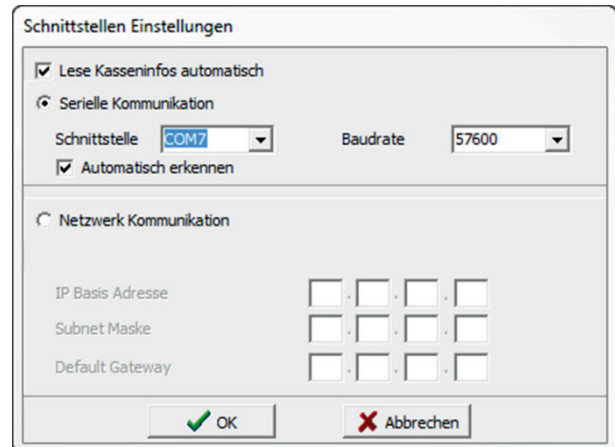 Schnittstellen Einstellungen
Lese Kasseninfos automatisch
Serielle Kommunikation
Schnittstelle COM7 Baudrate 57600
Automatisch erkennen
Netzwerk Kommunikation
IP Basis Adresse . . .
Subnet Maske . . .
Default Gateway . . .
OK Abbrechen